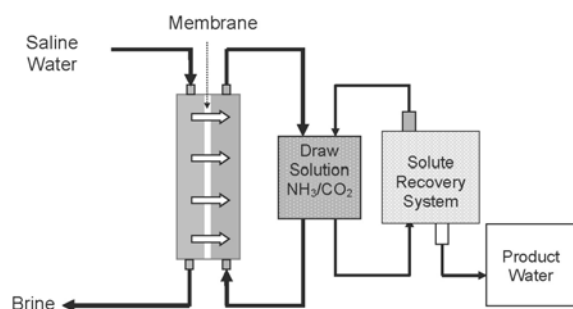 Membrane
Saline
Water
Draw
Solution
NH₃/CO₂
Solute
Recovery
System
Product
Water
Brine